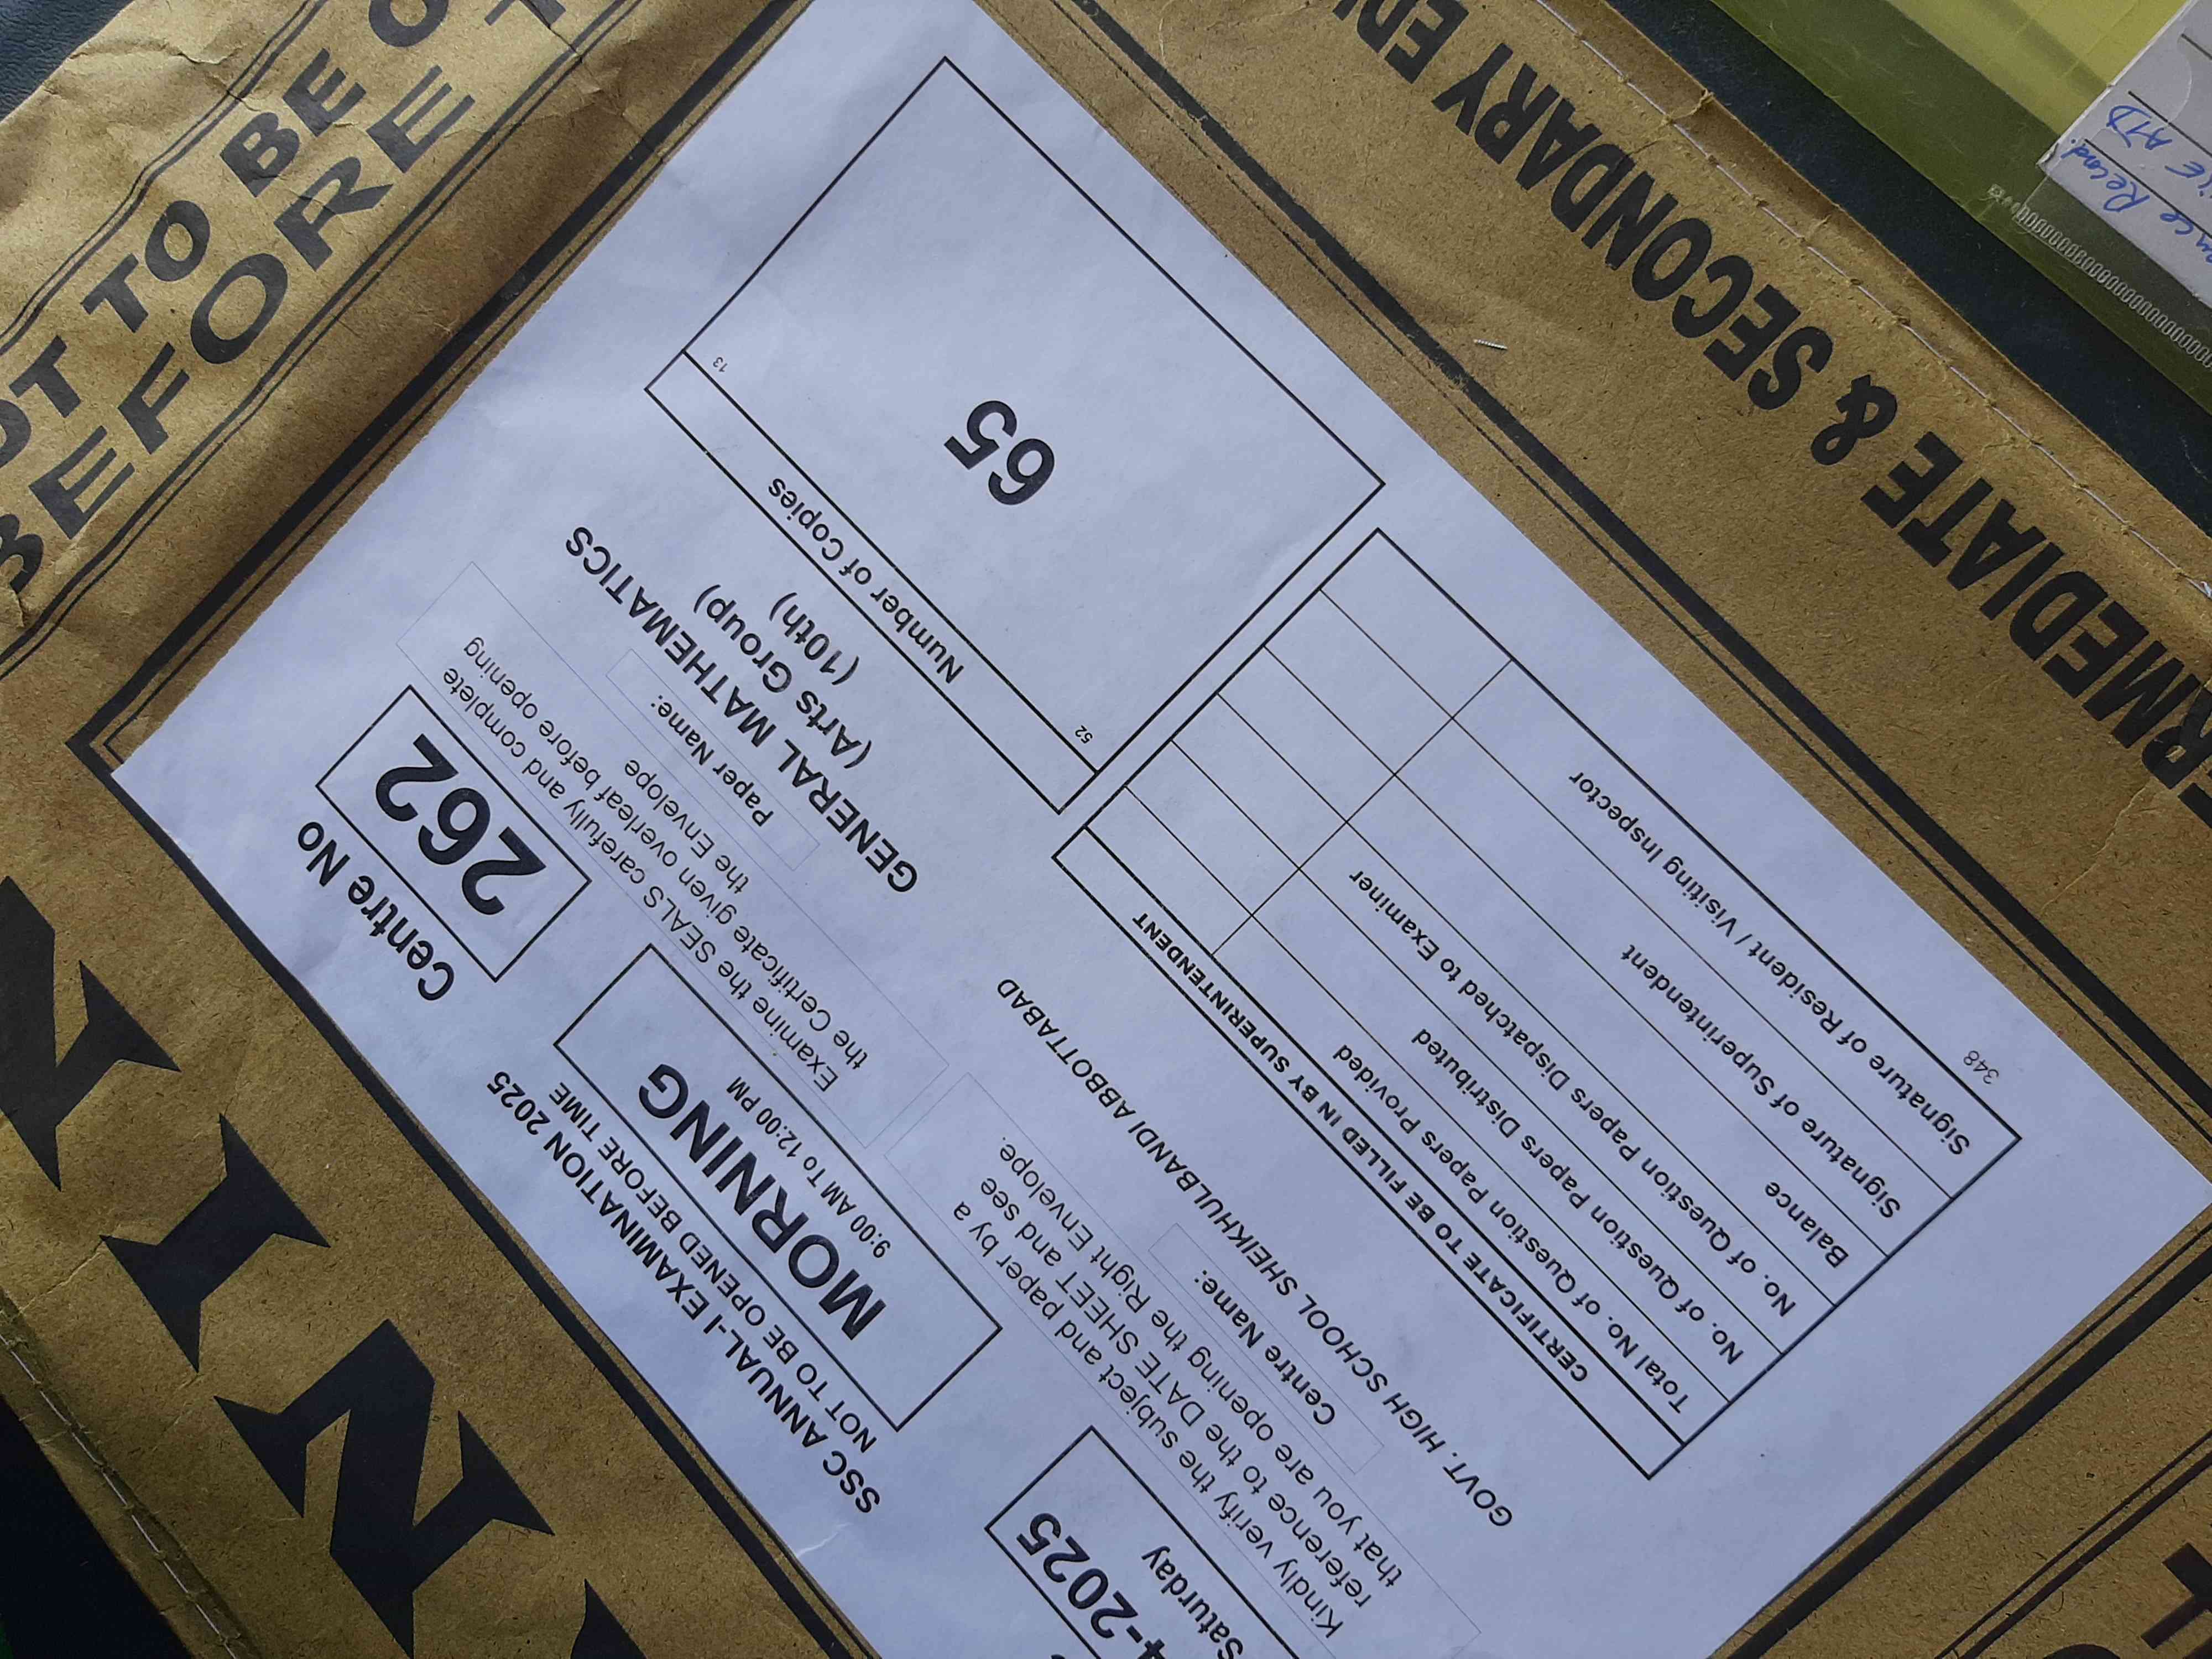 SSC ANNUAL-I EXAMINATION 2025
NOT TO BE OPENED BEFORE TIME
Centre No
262
MORNING
9:00 AM To 12:00 PM
4-2025
Saturday
Examine the SEALS carefully and complete
the Certificate given overleaf before opening
the Envelope
Kindly verify the subject and paper by a
reference to the DATE SHEET and see
that you are opening the Right Envelope.
Paper Name:
GENERAL MATHEMATICS
(Arts Group)
(10th)
Centre Name:
GOVT. HIGH SCHOOL SHEIKHULBANDI ABBOTTABAD
Number of Copies
52
13
65
CERTIFICATE TO BE FILLED IN BY SUPERINTENDENT
Total No. of Question Papers Provided
No. of Question Papers Distributed
No. of Question Papers Dispatched to Examiner
Balance
Signature of Superintendent
Signature of Resident / Visiting Inspector
348
TO BE
BEFORE
& SECONDARY
Record.